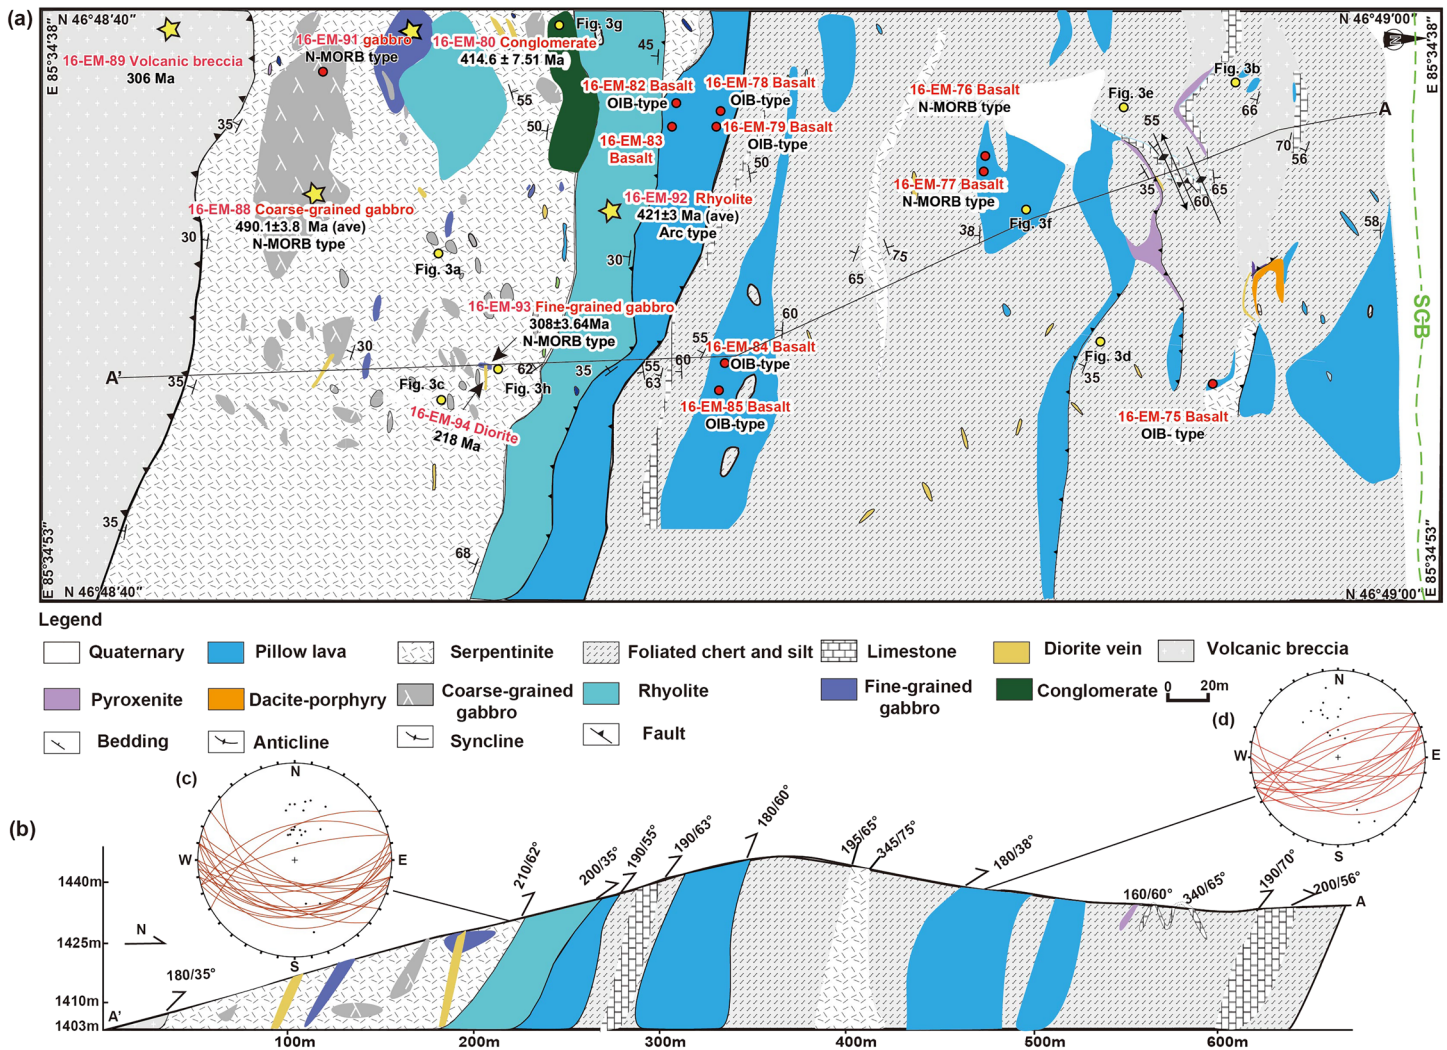 (a)
N 46°48′40″
E 85°34′38″
16-EM-89 Volcanic breccia
306 Ma
16-EM-91 gabbro
N-MORB type
16-EM-80 Conglomerate
414.6 ± 7.51 Ma
Fig. 3g
45
55
50
35
16-EM-82 Basalt
OIB-type
16-EM-83
Basalt
16-EM-78 Basalt
OIB-type
16-EM-79 Basalt
OIB-type
50
16-EM-76 Basalt
N-MORB type
16-EM-77 Basalt
N-MORB type
Fig. 3e
Fig. 3b
66
N 46°49′00″
E 85°34′38″
N
A
55
35
60
65
70
56
58
16-EM-88 Coarse-grained gabbro
490.1±3.8 Ma (ave)
N-MORB type
30
Fig. 3a
16-EM-92 Rhyolite
421±3 Ma (ave)
Arc type
30
38
Fig. 3f
65
75
16-EM-93 Fine-grained gabbro
308±3.64Ma
N-MORB type
60
55
30
16-EM-84 Basalt
OIB-type
A'
35
Fig. 3c
62
Fig. 3h
35
55
63
60
16-EM-85 Basalt
OIB-type
16-EM-94 Diorite
218 Ma
Fig. 3d
35
16-EM-75 Basalt
OIB- type
SGB
35
68
E 85°34′53″
N 46°48′40″
N 46°49′00″
E 85°34′53″
Legend
Quaternary
Pillow lava
Serpentinite
Foliated chert and silt
Limestone
Diorite vein
Volcanic breccia
Pyroxenite
Dacite-porphyry
Coarse-grained
gabbro
Rhyolite
Fine-grained
gabbro
Conglomerate
0 20m
Bedding
Anticline
Syncline
Fault
(d)
N
W
E
S
(c)
N
W
E
S
(b)
1440m
1425m
1410m
1403m
N
A'
180/35°
210/62°
200/35°
190/55°
190/63°
180/60°
195/65°
345/75°
180/38°
160/60°
340/65°
190/70°
200/56°
A
100m
200m
300m
400m
500m
600m